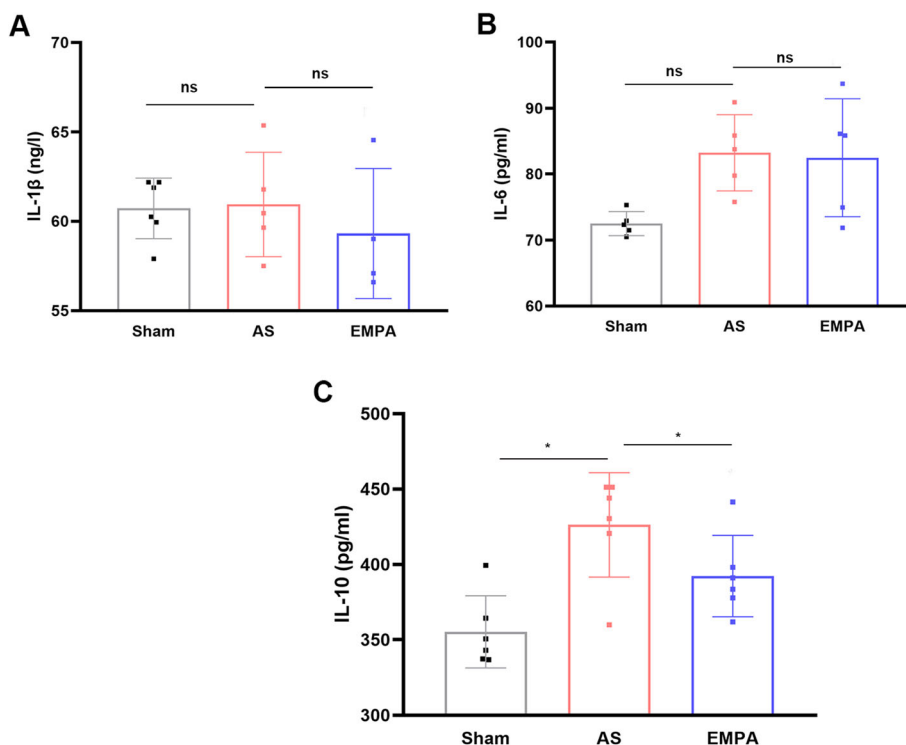 A
IL-1β (ng/l)
70
65
60
55
ns
ns
Sham
AS
EMPA
B
IL-6 (pg/ml)
100
90
80
70
60
ns
ns
Sham
AS
EMPA
C
IL-10 (pg/ml)
500
450
400
350
300
*
*
Sham
AS
EMPA